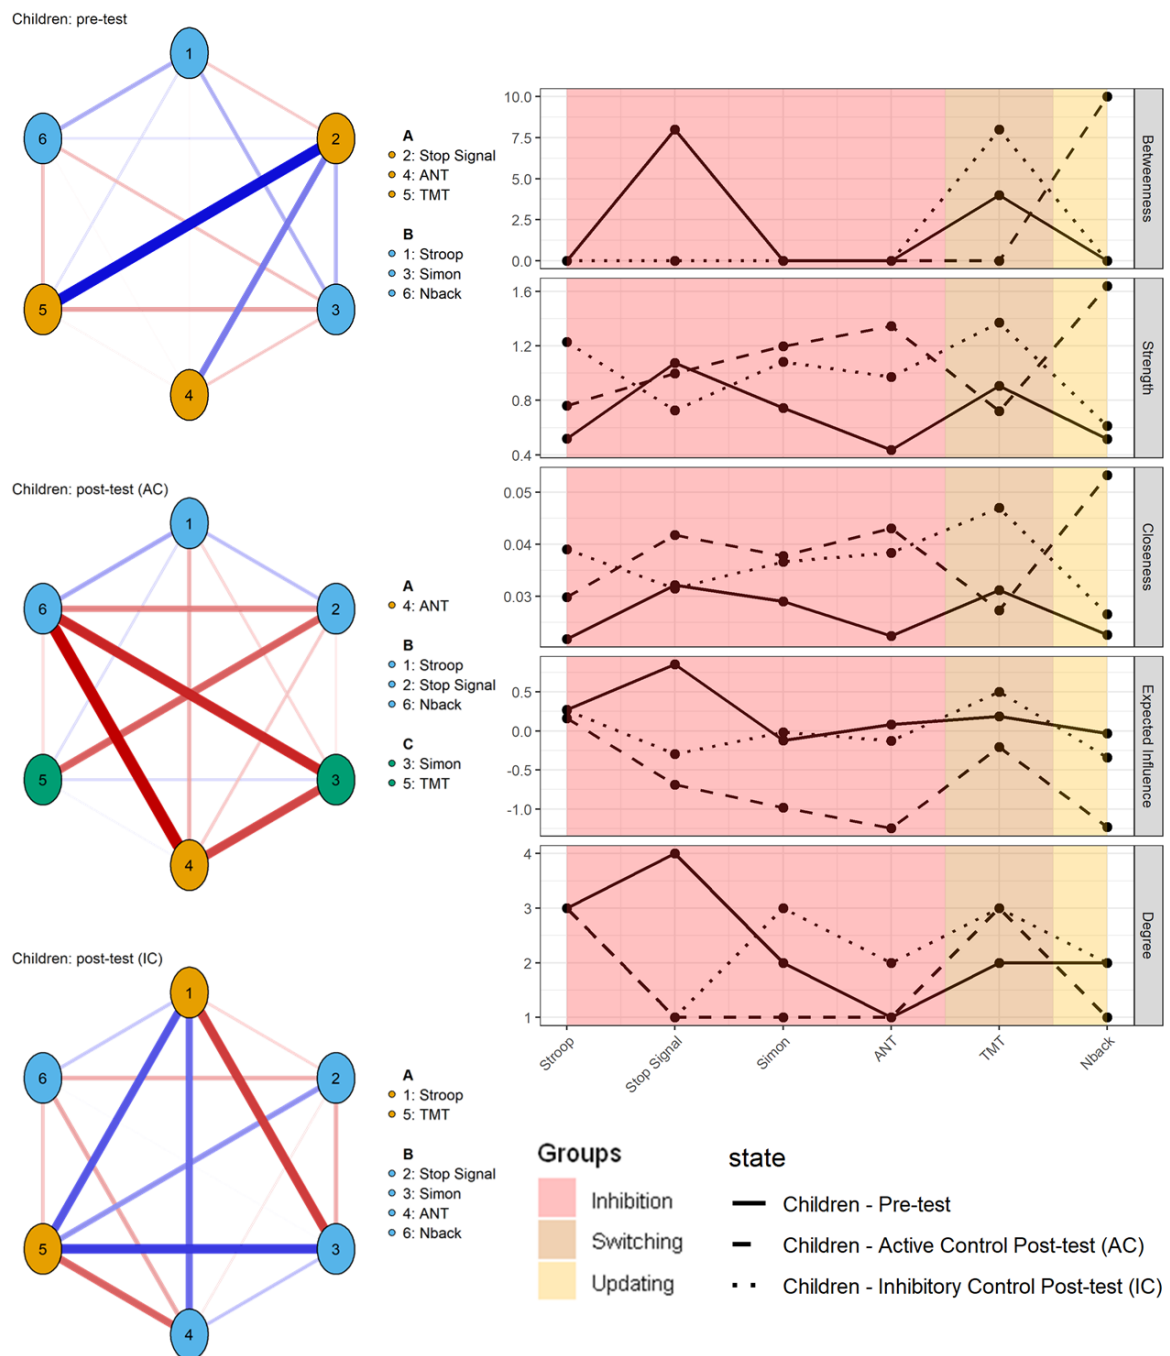 Children: pre-test
1
2
6
5
3
4
A
2: Stop Signal
4: ANT
5: TMT
B
1: Stroop
3: Simon
6: Nback
Children: post-test (AC)
1
6
2
5
3
4
A
4: ANT
B
1: Stroop
2: Stop Signal
6: Nback
C
3: Simon
5: TMT
Children: post-test (IC)
1
6
2
5
3
4
A
1: Stroop
5: TMT
B
2: Stop Signal
3: Simon
4: ANT
6: Nback
10.0
7.5
5.0
2.5
0.0
Betweenness
1.6
1.2
0.8
0.4
Strength
0.05
0.04
0.03
Closeness
0.5
0.0
-0.5
-1.0
Expected Influence
4
3
2
1
Degree
Stroop
Stop Signal
Simon
ANT
TMT
Nback
Groups
Inhibition
Switching
Updating
state
Children - Pre-test
Children - Active Control Post-test (AC)
Children - Inhibitory Control Post-test (IC)